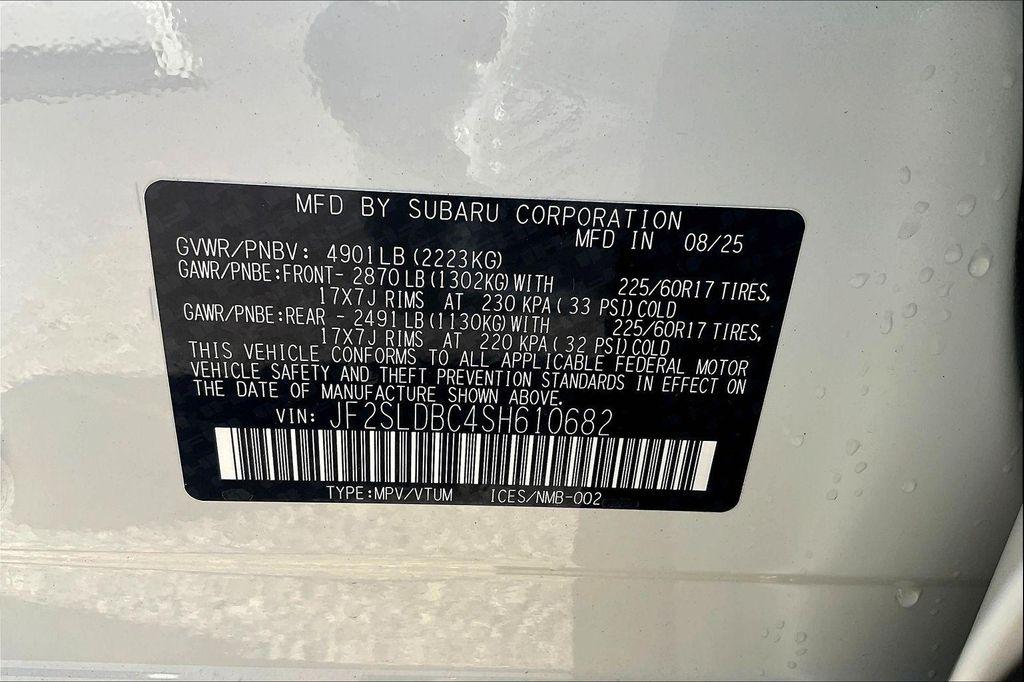 MFD BY SUBARU CORPORATION
MFD IN 08/25
GVWR/PNBV: 4901LB(2223KG)
GAWR/PNBE:FRONT- 2870LB(1302KG)WITH 225/60R17 TIRES,
17X7J RIMS AT 230 KPA( 33 PSI)COLD
GAWR/PNBE:REAR - 2491LB(1130KG)WITH 225/60R17 TIRES,
17X7J RIMS AT 220 KPA( 32 PSI)COLD
THIS VEHICLE CONFORMS TO ALL APPLICABLE FEDERAL MOTOR
VEHICLE SAFETY AND THEFT PREVENTION STANDARDS IN EFFECT ON
THE DATE OF MANUFACTURE SHOWN ABOVE.
VIN: JF2SLDBC4SH610682
TYPE:MPV/VTUM ICES/NMB-002